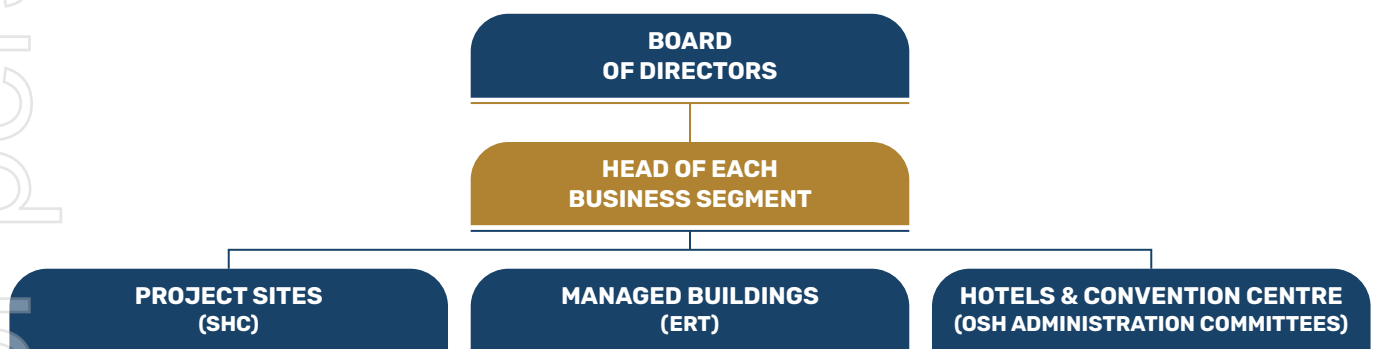 BOARD
OF DIRECTORS
HEAD OF EACH
BUSINESS SEGMENT
PROJECT SITES
(SHC)
MANAGED BUILDINGS
(ERT)
HOTELS & CONVENTION CENTRE
(OSH ADMINISTRATION COMMITTEES)